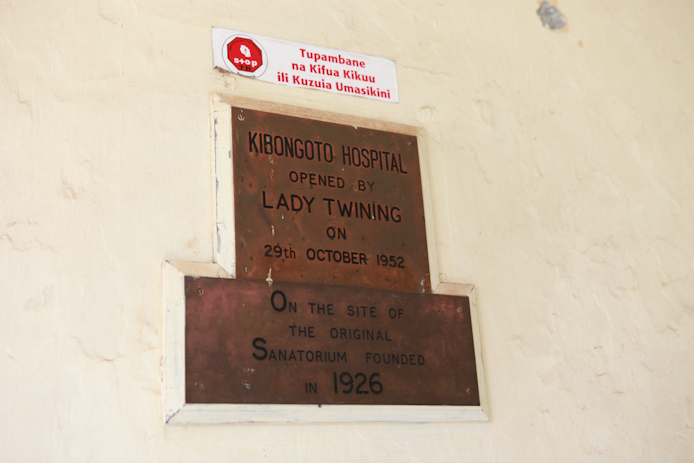 stop
TB
Tupambane
na Kifua Kikuu
ili Kuzuia Umasikini
KIBONGOTO HOSPITAL
OPENED BY
LADY TWINING
ON
29th OCTOBER 1952
ON THE SITE OF
THE ORIGINAL
SANATORIUM FOUNDED
IN 1926